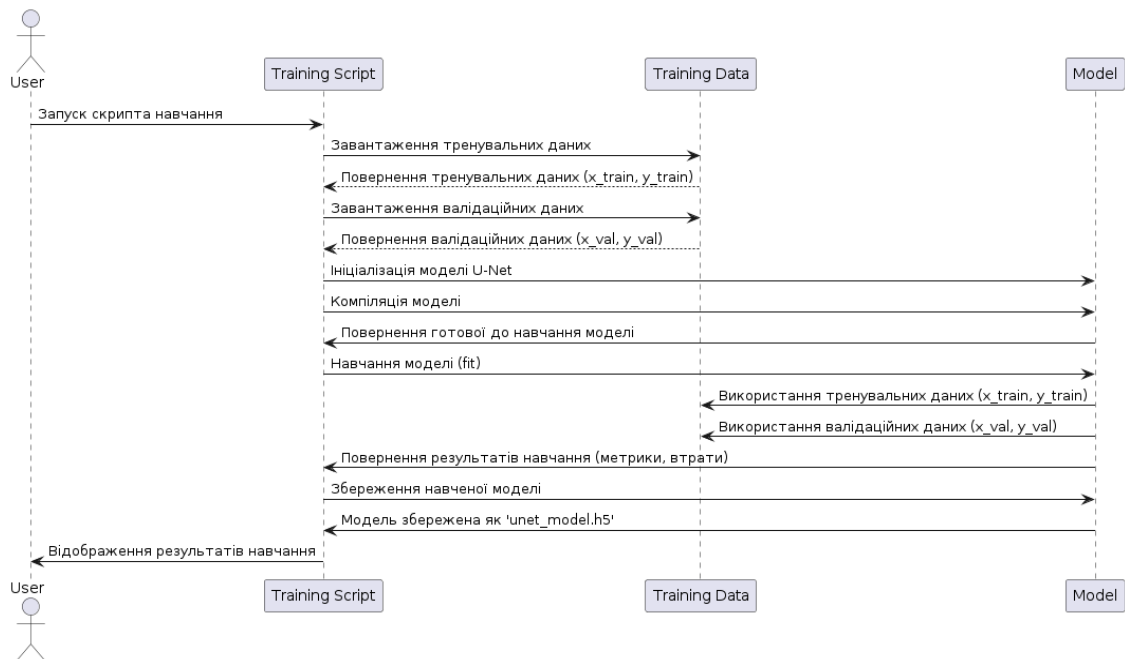 User
Training Script
Training Data
Model
Запуск скрипта навчання
Завантаження тренувальних даних
Повернення тренувальних даних (x_train, y_train)
Завантаження валідаційних даних
Повернення валідаційних даних (x_val, y_val)
Ініціалізація моделі U-Net
Компіляція моделі
Повернення готової до навчання моделі
Навчання моделі (fit)
Використання тренувальних даних (x_train, y_train)
Використання валідаційних даних (x_val, y_val)
Повернення результатів навчання (метрики, втрати)
Збереження навченої моделі
Модель збережена як 'unet_model.h5'
Відображення результатів навчання
User
Training Script
Training Data
Model